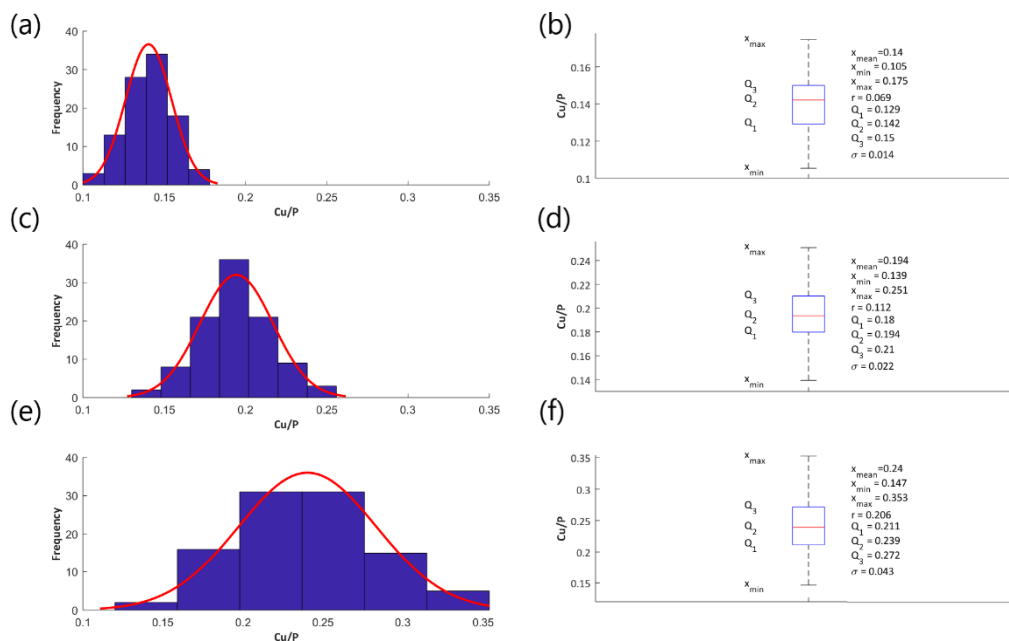 (a)
40
30
20
10
0
Frequency
0.1 0.15 0.2 0.25 0.3 0.35
Cu/P
(b)
0.16
0.14
0.12
0.1
Cu/P
x_max
Q_3
Q_2
Q_1
x_min
x_mean =0.14
x_min = 0.105
x_max = 0.175
r = 0.069
Q_1 = 0.129
Q_2 = 0.142
Q_3 = 0.15
σ = 0.014
(c)
40
30
20
10
0
Frequency
0.1 0.15 0.2 0.25 0.3 0.35
Cu/P
(d)
0.24
0.22
0.2
0.18
0.16
0.14
Cu/P
x_max
Q_3
Q_2
Q_1
x_min
x_mean =0.194
x_min = 0.139
x_max = 0.251
r = 0.112
Q_1 = 0.18
Q_2 = 0.194
Q_3 = 0.21
σ = 0.022
(e)
40
30
20
10
0
Frequency
0.1 0.15 0.2 0.25 0.3 0.35
Cu/P
(f)
0.35
0.3
0.25
0.2
0.15
Cu/P
x_max
Q_3
Q_2
Q_1
x_min
x_mean =0.24
x_min = 0.147
x_max = 0.353
r = 0.206
Q_1 = 0.211
Q_2 = 0.239
Q_3 = 0.272
σ = 0.043